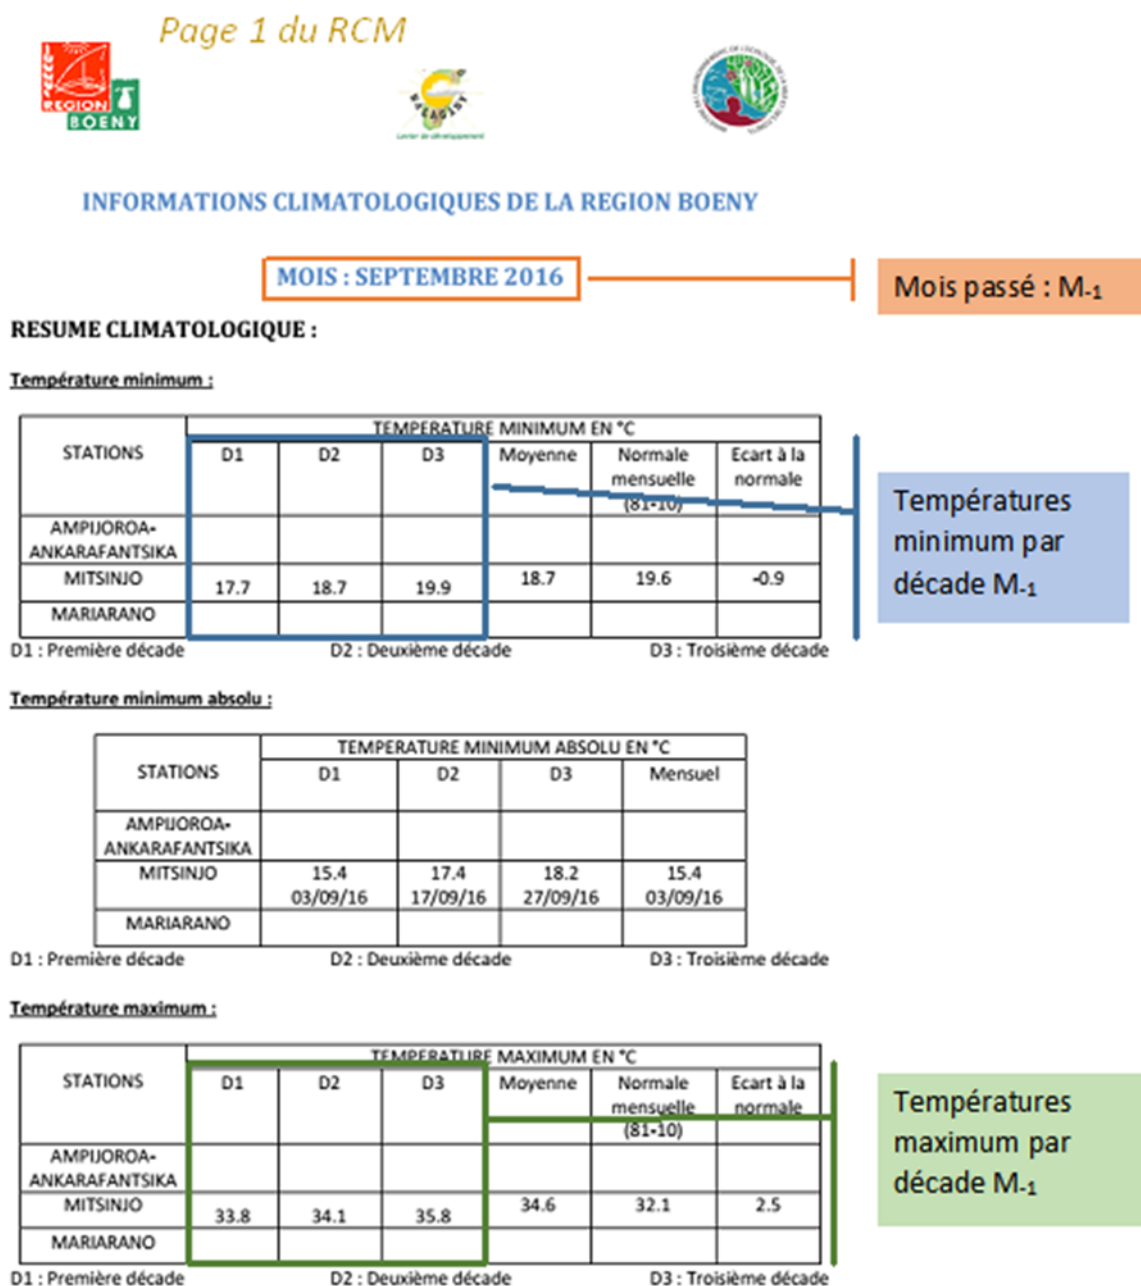 Page 1 du RCM
REGION
BOENY
INFORMATIONS CLIMATOLOGIQUES DE LA REGION BOENY
MOIS : SEPTEMBRE 2016
Mois passé : M-1
RESUME CLIMATOLOGIQUE :
Température minimum :
STATIONS TEMPERATURE MINIMUM EN °C
D1 D2 D3 Moyenne Normale mensuelle (81-10) Ecart à la normale
AMPIJOROA-ANKARAFANTSIKA
MITSINJO 17.7 18.7 19.9 18.7 19.6 -0.9
MARIARANO
D1 : Première décade D2 : Deuxième décade D3 : Troisième décade
Températures
minimum par
décade M-1
Température minimum absolu :
STATIONS TEMPERATURE MINIMUM ABSOLU EN °C
D1 D2 D3 Mensuel
AMPIJOROA-ANKARAFANTSIKA
MITSINJO 15.4 17.4 18.2 15.4
03/09/16 17/09/16 27/09/16 03/09/16
MARIARANO
D1 : Première décade D2 : Deuxième décade D3 : Troisième décade
Température maximum :
STATIONS TEMPERATURE MAXIMUM EN °C
D1 D2 D3 Moyenne Normale mensuelle (81-10) Ecart à la normale
AMPIJOROA-ANKARAFANTSIKA
MITSINJO 33.8 34.1 35.8 34.6 32.1 2.5
MARIARANO
D1 : Première décade D2 : Deuxième décade D3 : Troisième décade
Températures
maximum par
décade M-1